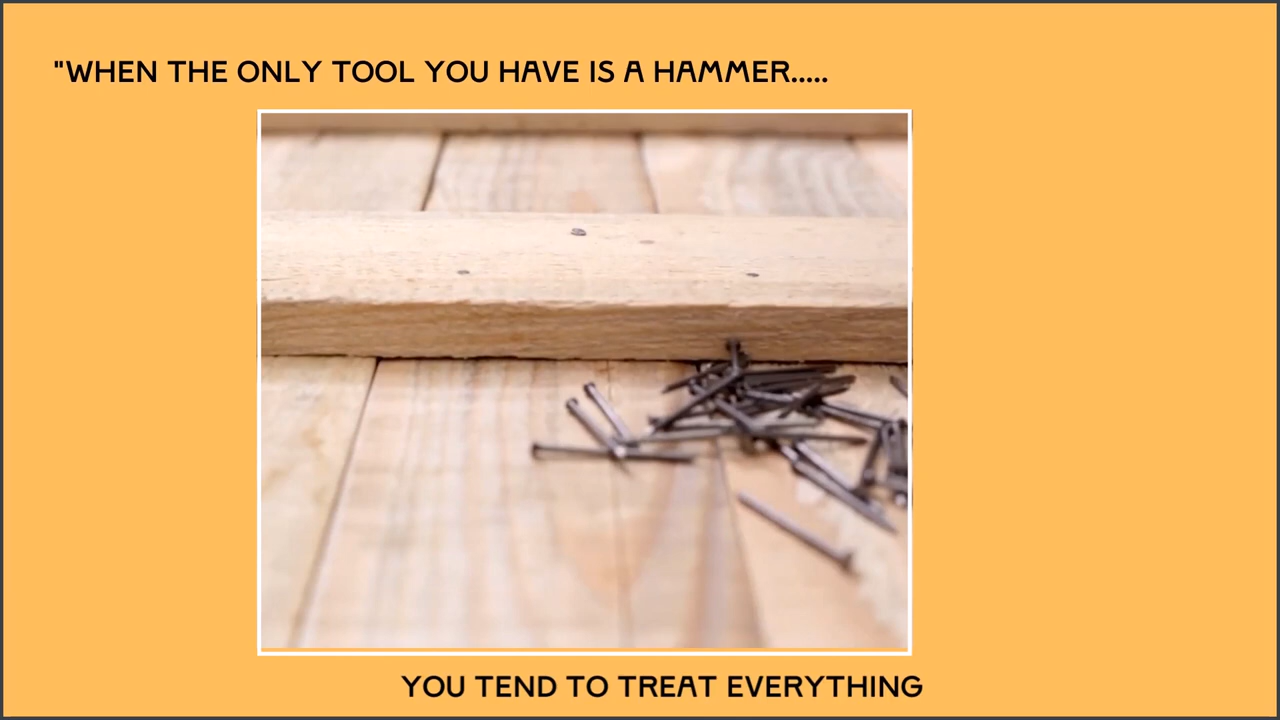 "WHEN THE ONLY TOOL YOU HAVE IS A HAMMER.....
YOU TEND TO TREAT EVERYTHING